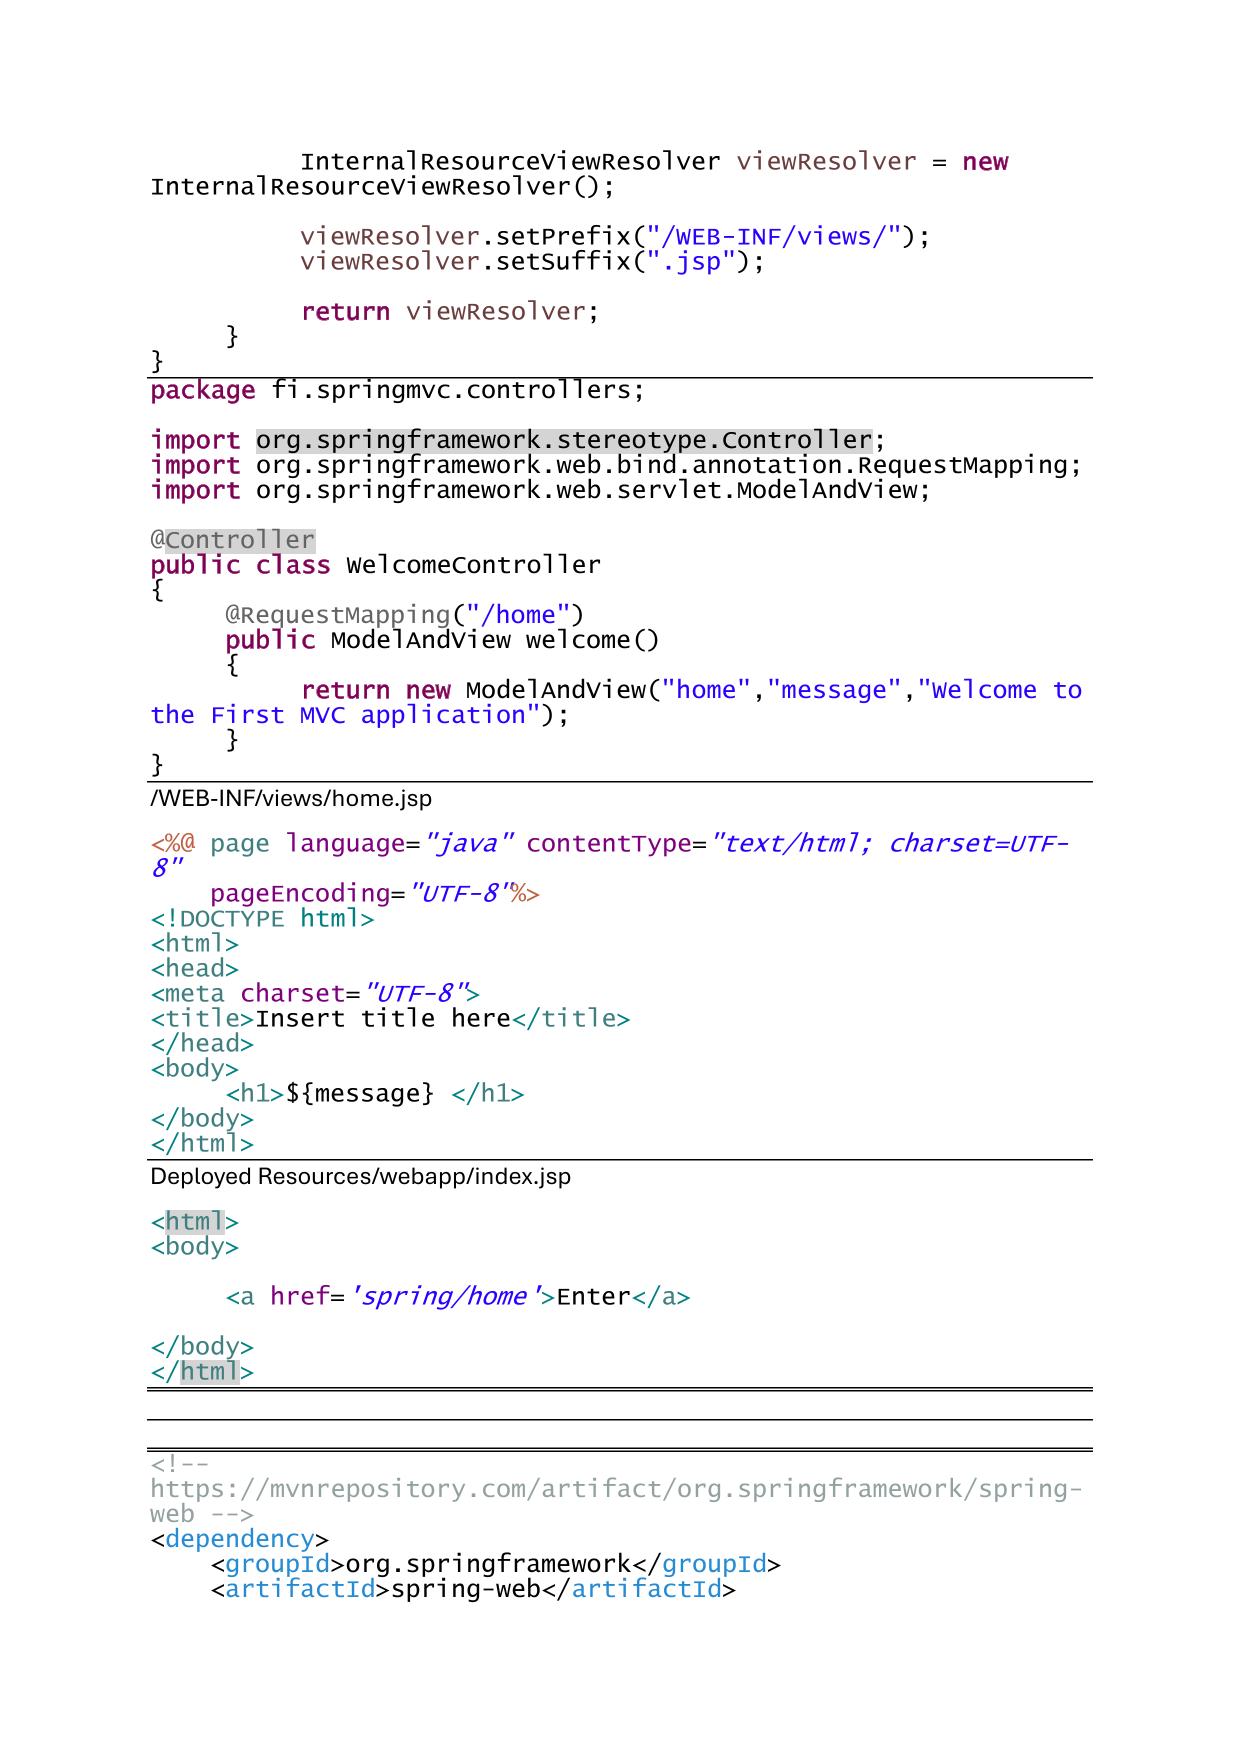 InternalResourceViewResolver viewResolver = new
InternalResourceViewResolver();
viewResolver.setPrefix("/WEB-INF/views/");
viewResolver.setSuffix(".jsp");
return viewResolver;
}
}
package fi.springmvc.controllers;
import org.springframework.stereotype.Controller;
import org.springframework.web.bind.annotation.RequestMapping;
import org.springframework.web.servlet.ModelAndView;
@Controller
public class WelcomeController
{
@RequestMapping("/home")
public ModelAndView welcome()
{
return new ModelAndView("home","message","Welcome to
the First MVC application");
}
}
/WEB-INF/views/home.jsp
<%@ page language="java" contentType="text/html; charset=UTF-
8"
pageEncoding="UTF-8"%>
<!DOCTYPE html>
<html>
<head>
<meta charset="UTF-8">
<title>Insert title here</title>
</head>
<body>
<h1>${message} </h1>
</body>
</html>
Deployed Resources/webapp/index.jsp
<html>
<body>
<a href='spring/home'>Enter</a>
</body>
</html>
<!--
https://mvnrepository.com/artifact/org.springframework/spring-
web -->
<dependency>
<groupId>org.springframework</groupId>
<artifactId>spring-web</artifactId>